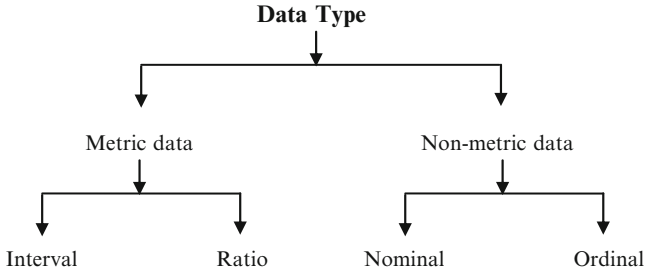 Data Type
Metric data Non-metric data
Interval Ratio Nominal Ordinal